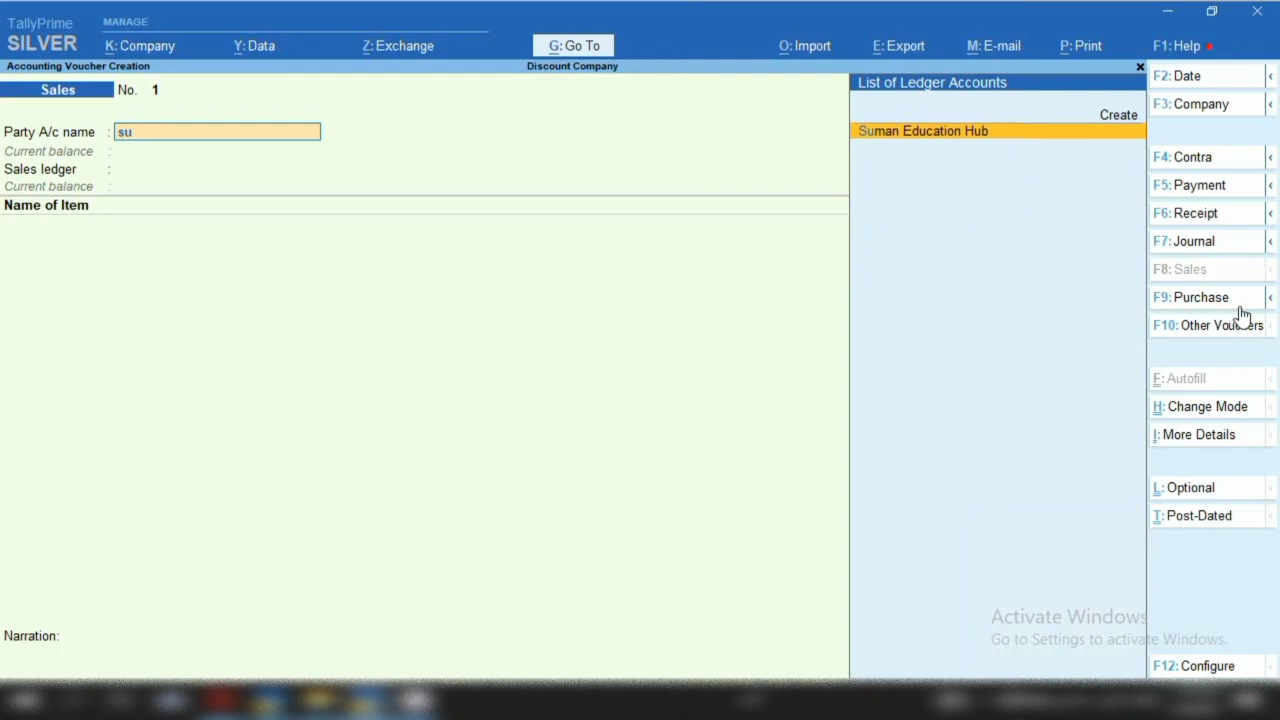 TallyPrime
SILVER
MANAGE
K: Company
Y: Data
Z: Exchange
G: Go To
O: Import
E: Export
M: E-mail
P: Print
F1: Help
Accounting Voucher Creation
Discount Company
Sales
No. 1
Party A/c name : su
Current balance :
Sales ledger :
Current balance :
Name of Item
Narration:
List of Ledger Accounts
Create
Suman Education Hub
F2: Date
F3: Company
F4: Contra
F5: Payment
F6: Receipt
F7: Journal
F8: Sales
F9: Purchase
F10: Other Vouchers
F: Autofill
H: Change Mode
I: More Details
L: Optional
T: Post-Dated
Activate Windows
Go to Settings to activate Windows.
F12: Configure